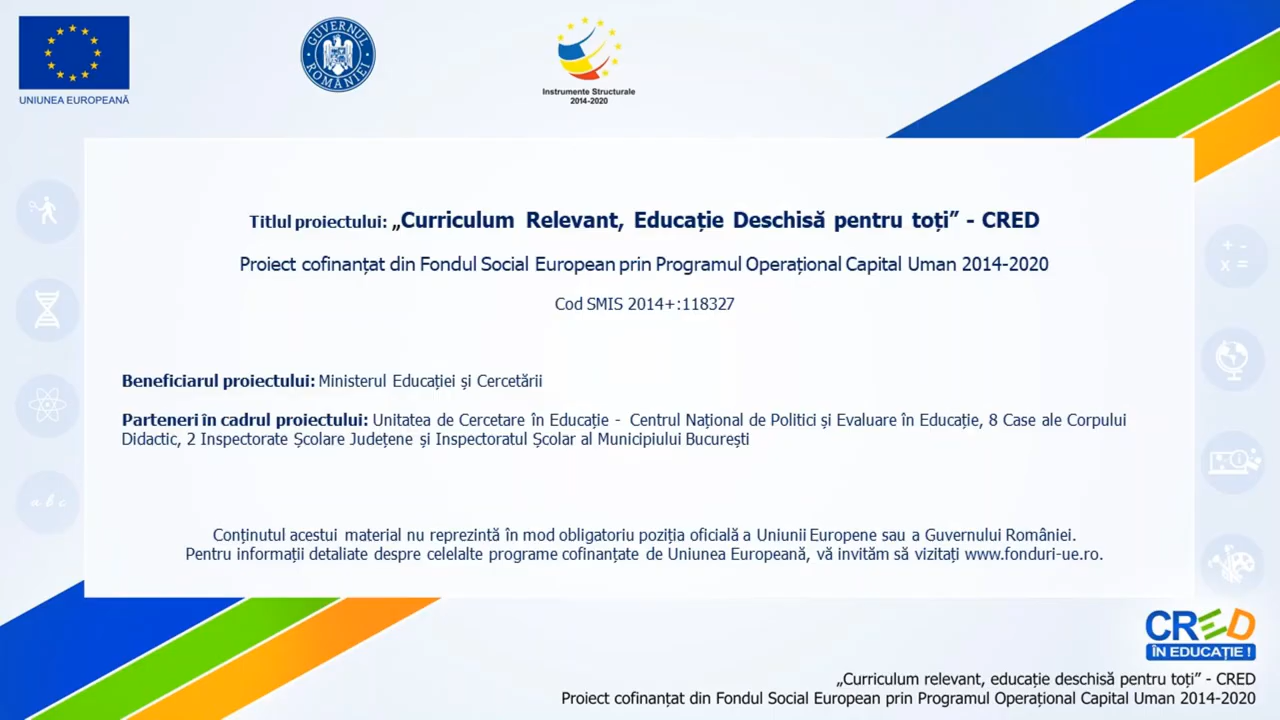 UNIUNEA EUROPEANĂ
GUVERNUL ROMÂNIEI
Instrumente Structurale
2014-2020
Titlul proiectului: „Curriculum Relevant, Educație Deschisă pentru toți” - CRED
Proiect cofinanțat din Fondul Social European prin Programul Operațional Capital Uman 2014-2020
Cod SMIS 2014+:118327
+ -
x =
Beneficiarul proiectului: Ministerul Educației și Cercetării
Parteneri în cadrul proiectului: Unitatea de Cercetare în Educație - Centrul Național de Politici și Evaluare în Educație, 8 Case ale Corpului
Didactic, 2 Inspectorate Școlare Județene și Inspectoratul Școlar al Municipiului București
a b c
Conținutul acestui material nu reprezintă în mod obligatoriu poziția oficială a Uniunii Europene sau a Guvernului României.
Pentru informații detaliate despre celelalte programe cofinanțate de Uniunea Europeană, vă invităm să vizitați www.fonduri-ue.ro.
CRED
ÎN EDUCAȚIE !
„Curriculum relevant, educație deschisă pentru toți” - CRED
Proiect cofinanțat din Fondul Social European prin Programul Operațional Capital Uman 2014-2020